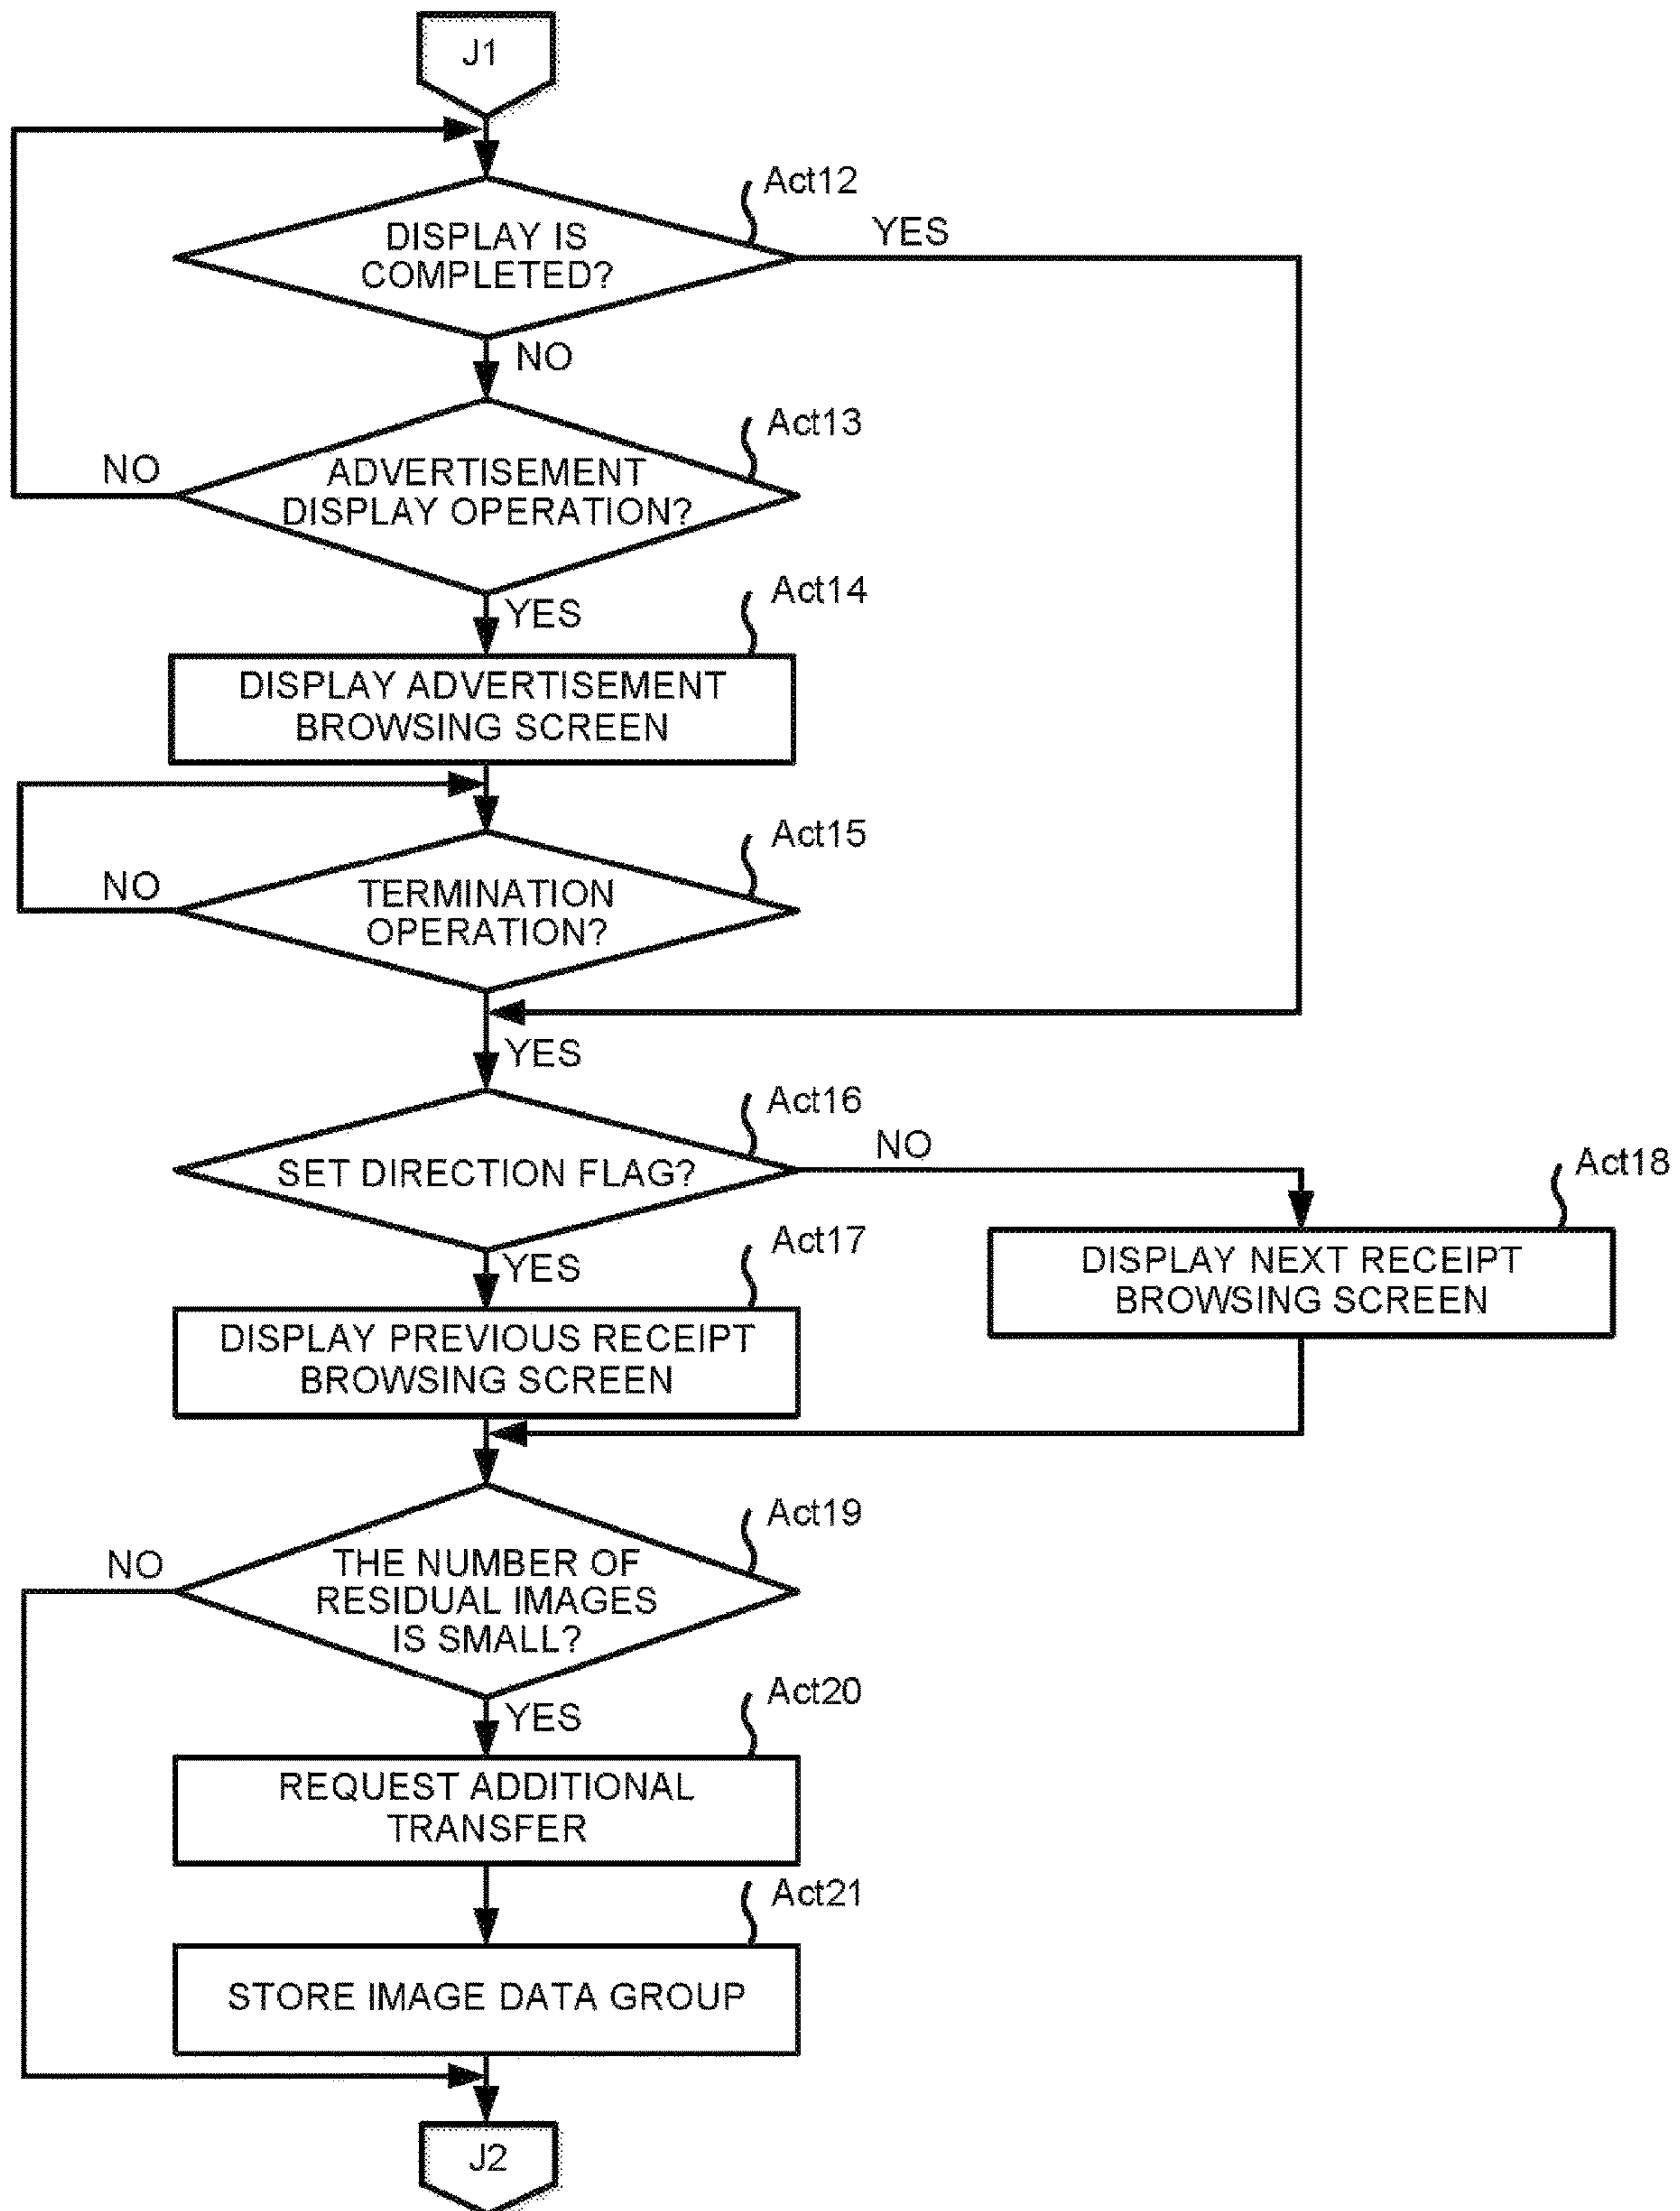 J1
Act12
DISPLAY IS
COMPLETED?
YES
NO
Act13
ADVERTISEMENT
DISPLAY OPERATION?
NO
YES
Act14
DISPLAY ADVERTISEMENT
BROWSING SCREEN
Act15
TERMINATION
OPERATION?
NO
YES
Act16
SET DIRECTION FLAG?
NO
YES
Act17
DISPLAY PREVIOUS RECEIPT
BROWSING SCREEN
Act18
DISPLAY NEXT RECEIPT
BROWSING SCREEN
Act19
THE NUMBER OF
RESIDUAL IMAGES
IS SMALL?
NO
YES
Act20
REQUEST ADDITIONAL
TRANSFER
Act21
STORE IMAGE DATA GROUP
J2